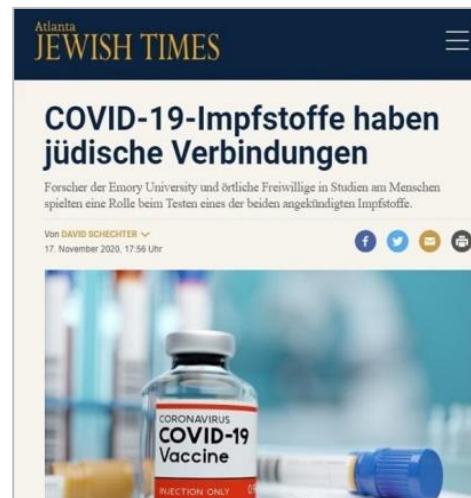 Atlanta
JEWISH TIMES
COVID-19-Impfstoffe haben
jüdische Verbindungen
Forscher der Emory University und örtliche Freiwillige in Studien am Menschen
spielten eine Rolle beim Testen eines der beiden angekündigten Impfstoffe.
Von DAVID SCHECHTER
17. November 2020, 17:56 Uhr
CORONAVIRUS
COVID-19
Vaccine
INJECTION ONLY